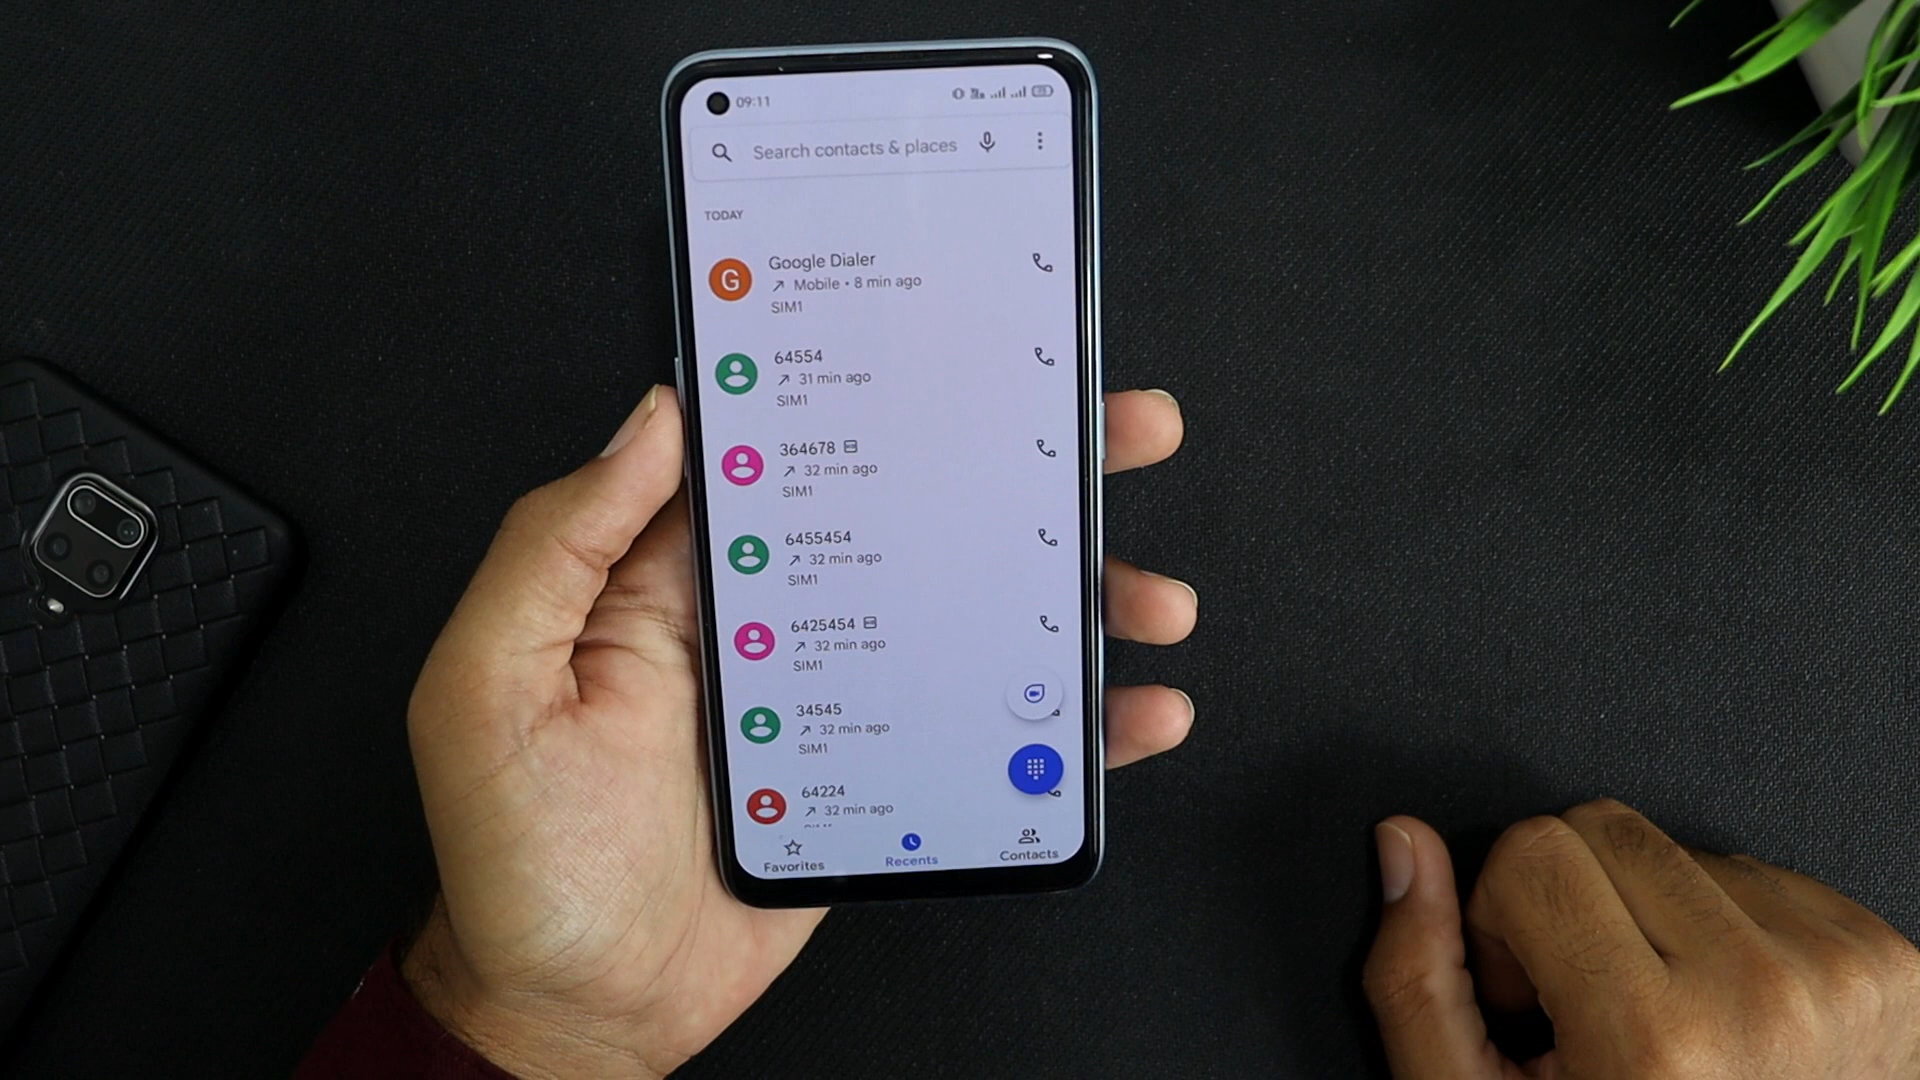 09:11
Search contacts & places
TODAY
G
Google Dialer
Mobile • 8 min ago
SIM1
64554
31 min ago
SIM1
364678
32 min ago
SIM1
6455454
32 min ago
SIM1
6425454
32 min ago
SIM1
34545
32 min ago
SIM1
64224
32 min ago
Favorites
Recents
Contacts